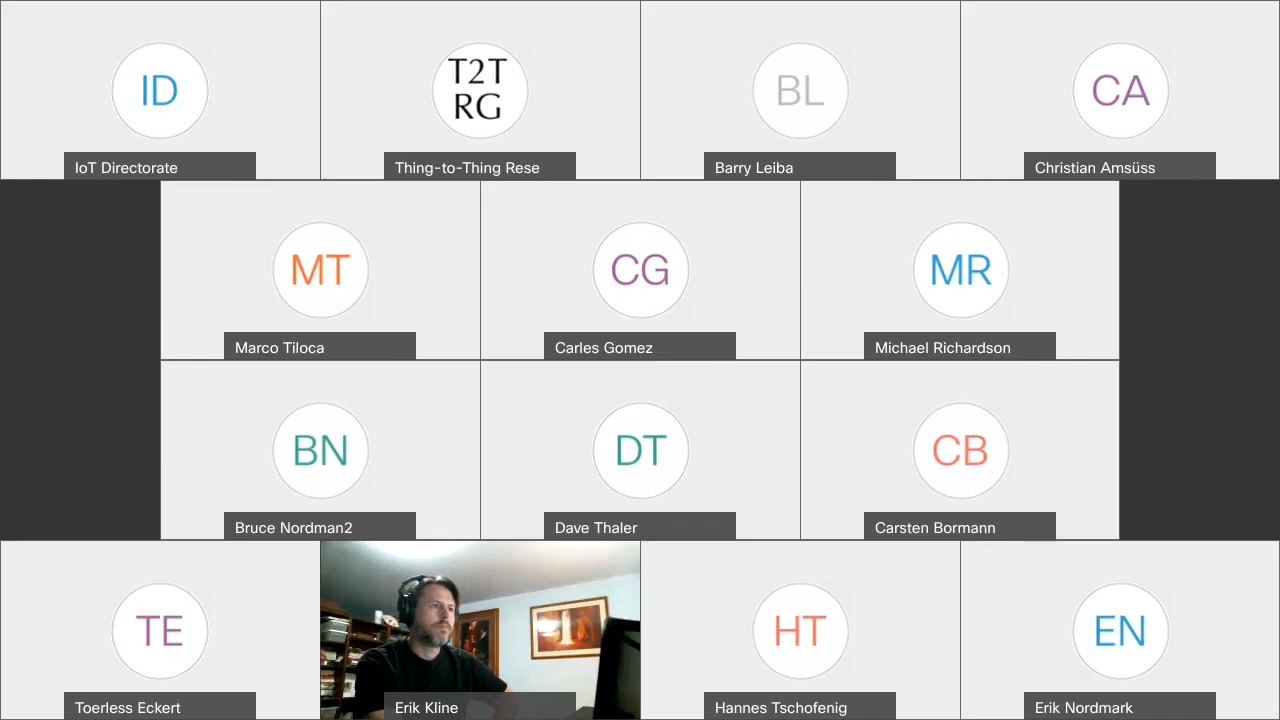 ID
T2T
RG
BL
CA
IoT Directorate
Thing-to-Thing Rese
Barry Leiba
Christian Amsüss
MT
CG
MR
Marco Tiloca
Carles Gomez
Michael Richardson
BN
DT
CB
Bruce Nordman2
Dave Thaler
Carsten Bormann
TE
HT
EN
Toerless Eckert
Erik Kline
Hannes Tschofenig
Erik Nordmark